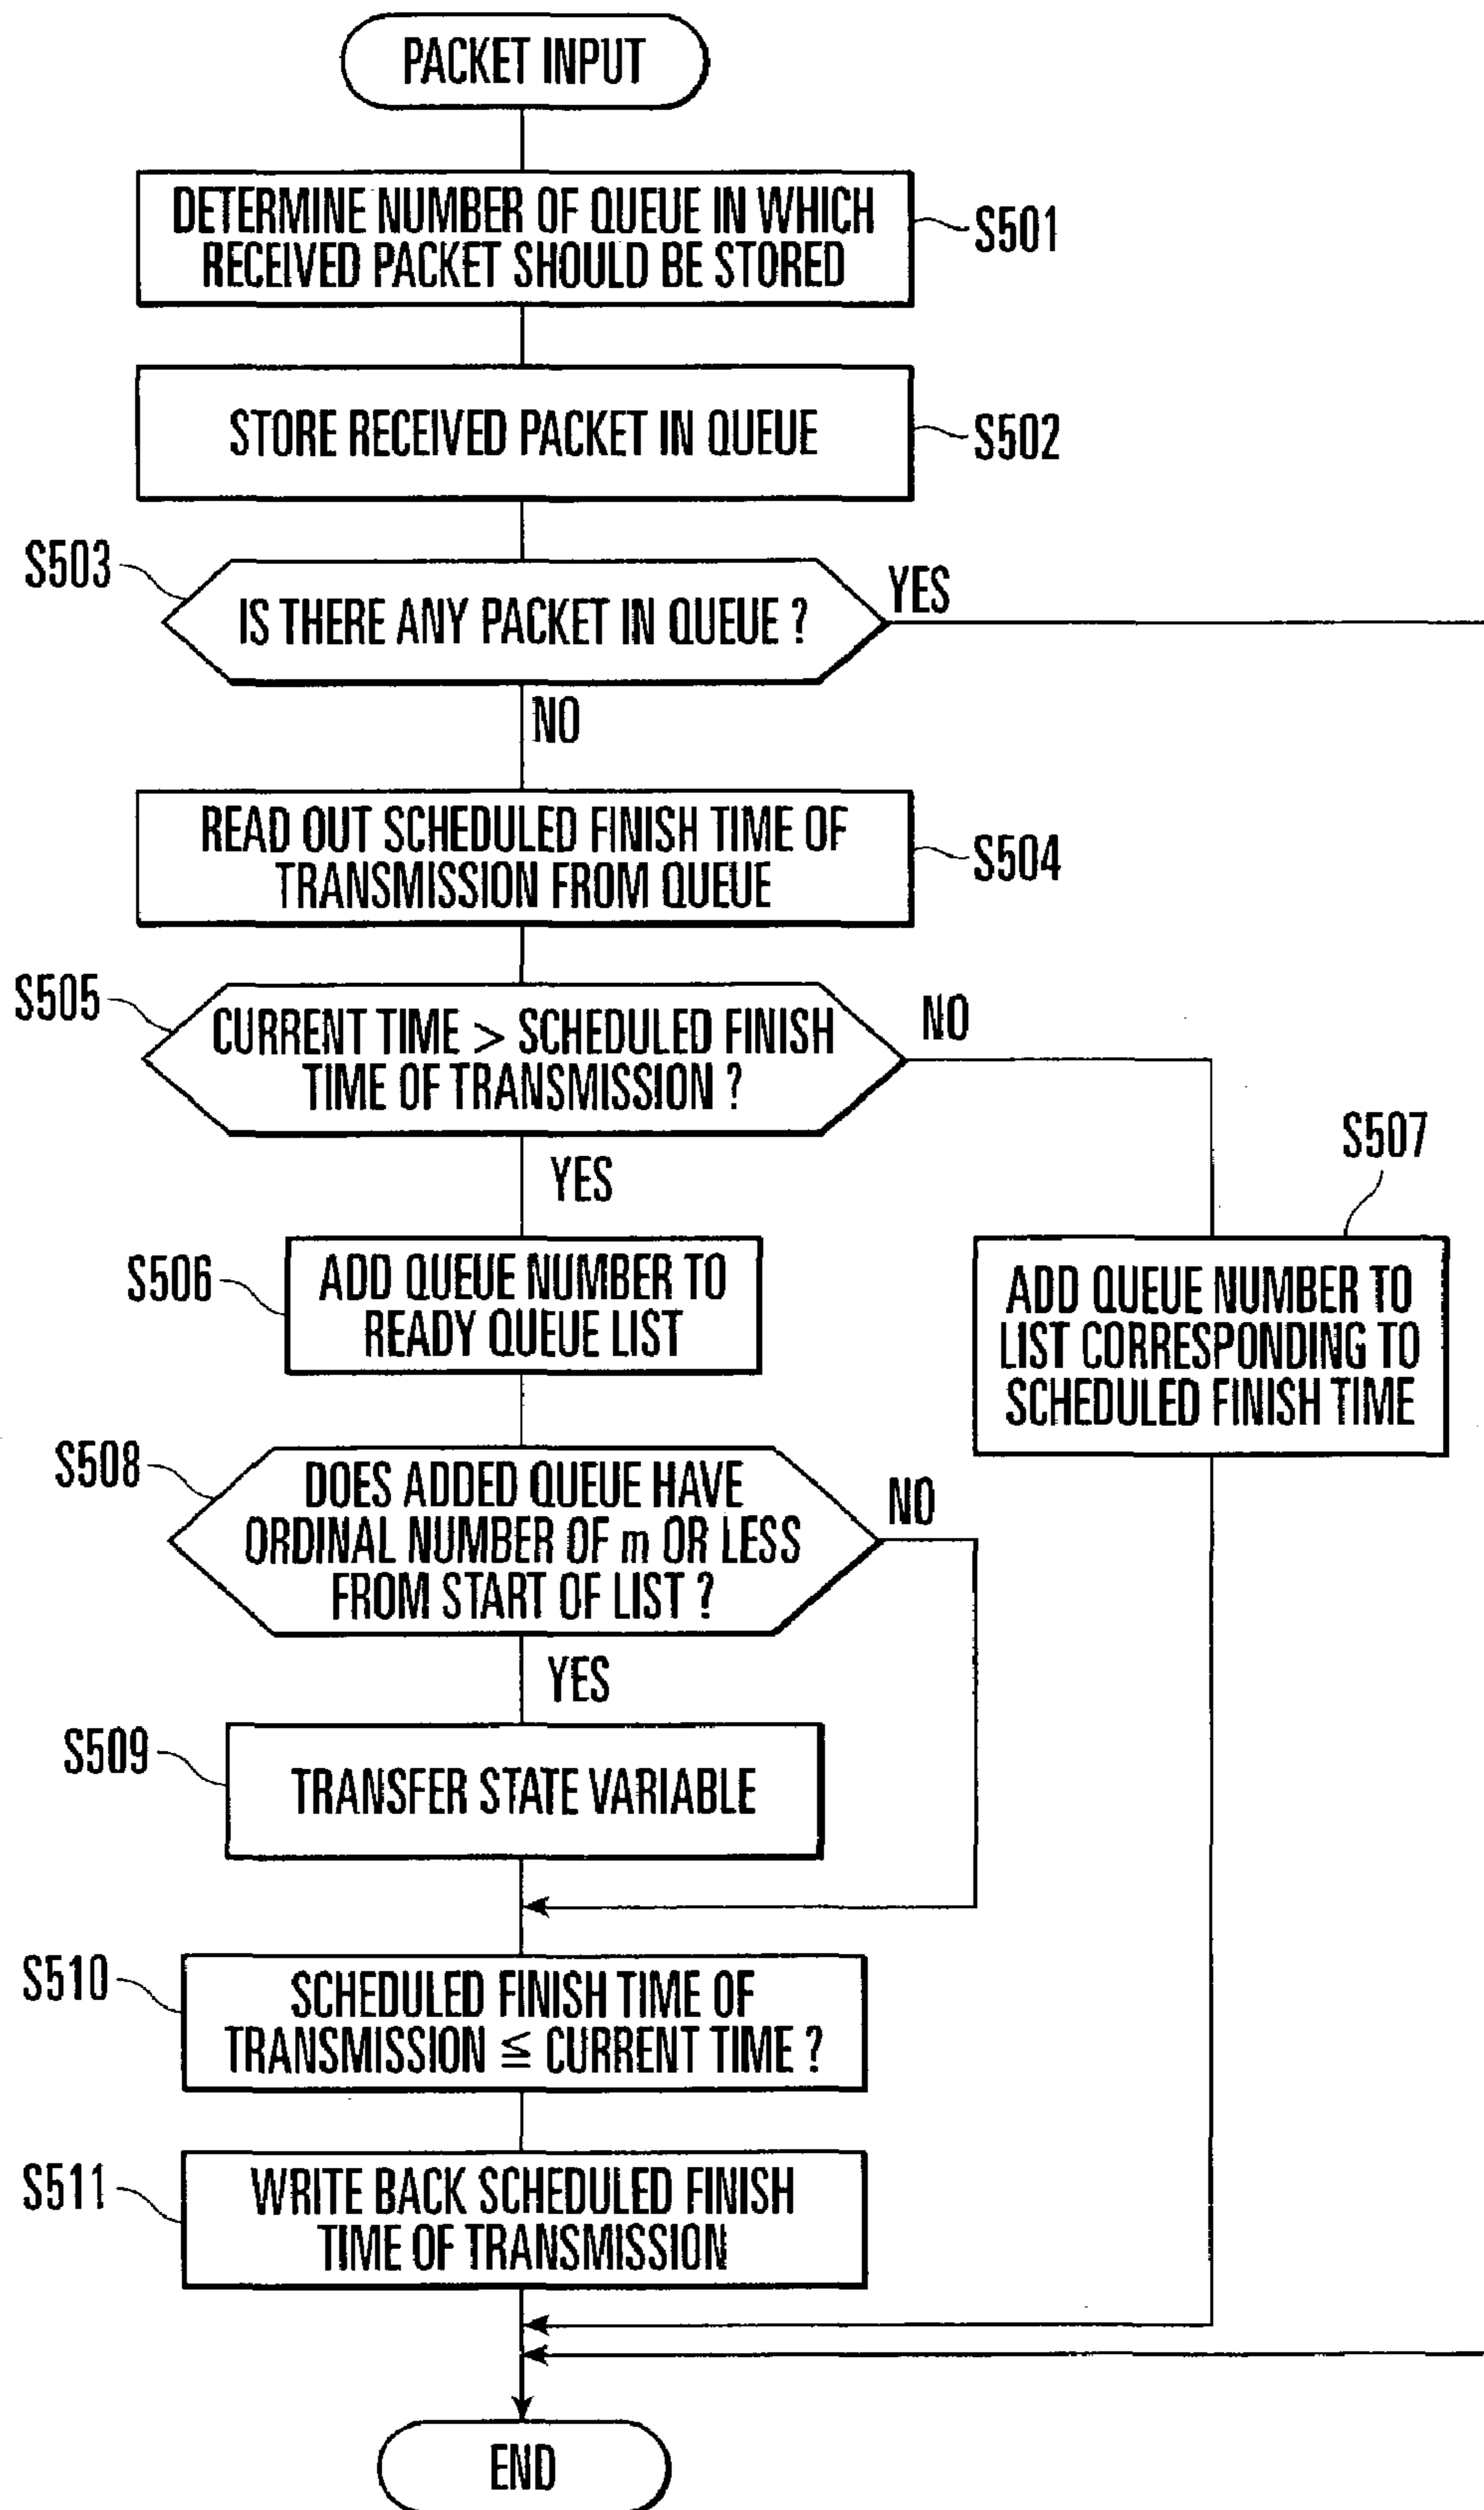 PACKET INPUT
DETERMINE NUMBER OF QUEUE IN WHICH
RECEIVED PACKET SHOULD BE STORED
S501
STORE RECEIVED PACKET IN QUEUE
S502
S503
IS THERE ANY PACKET IN QUEUE ?
YES
NO
READ OUT SCHEDULED FINISH TIME OF
TRANSMISSION FROM QUEUE
S504
S505
CURRENT TIME > SCHEDULED FINISH
TIME OF TRANSMISSION ?
NO
YES
S506
ADD QUEUE NUMBER TO
READY QUEUE LIST
S507
ADD QUEUE NUMBER TO
LIST CORRESPONDING TO
SCHEDULED FINISH TIME
S508
DOES ADDED QUEUE HAVE
ORDINAL NUMBER OF m OR LESS
FROM START OF LIST ?
NO
YES
S509
TRANSFER STATE VARIABLE
S510
SCHEDULED FINISH TIME OF
TRANSMISSION ≦ CURRENT TIME ?
S511
WRITE BACK SCHEDULED FINISH
TIME OF TRANSMISSION
END